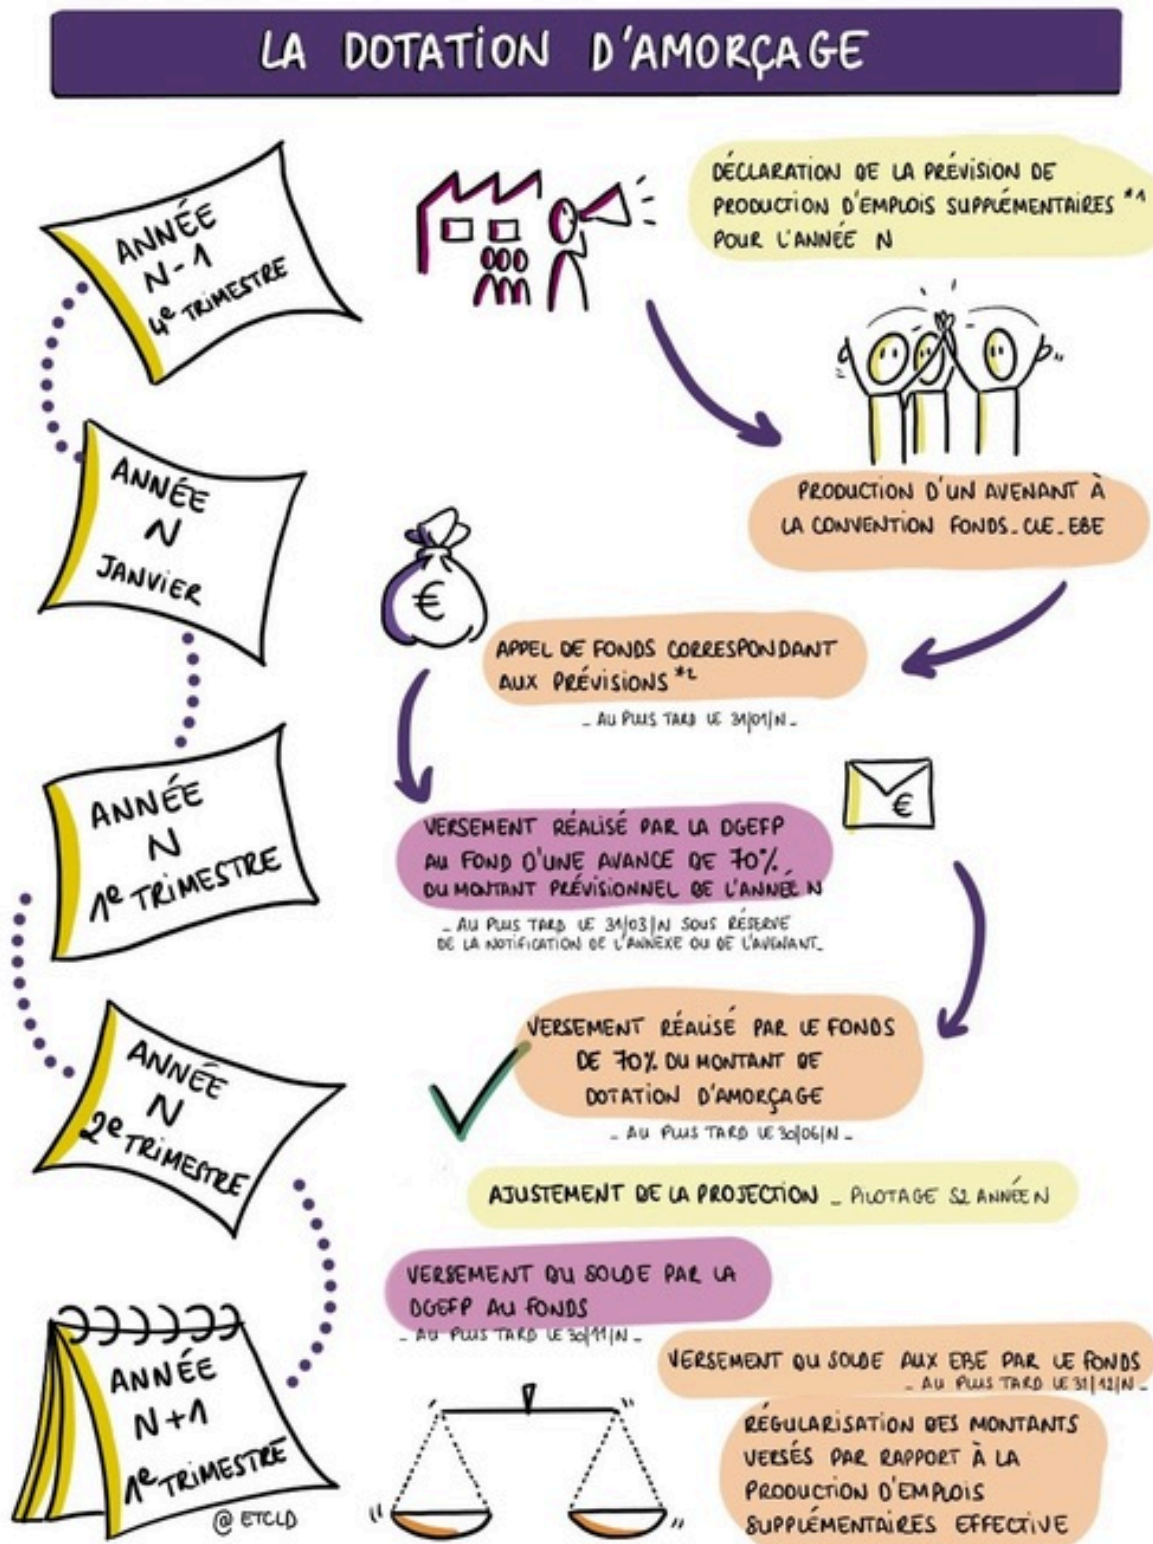 LA DOTATION D'AMORÇAGE
ANNÉE
N-1
4e TRIMESTRE
DÉCLARATION DE LA PRÉVISION DE
PRODUCTION D'EMPLOIS SUPPLÉMENTAIRES *1
POUR L'ANNÉE N
PRODUCTION D'UN AVENANT À
LA CONVENTION FONDS_CLE_EBE
ANNÉE
N
JANVIER
€
APPEL DE FONDS CORRESPONDANT
AUX PRÉVISIONS *2
_ AU PLUS TARD LE 31/01/N _
ANNÉE
N
1e TRIMESTRE
€
VERSEMENT RÉALISÉ PAR LA DGEFP
AU FOND D'UNE AVANCE DE 70%
DU MONTANT PRÉVISIONNEL DE L'ANNÉE N
_ AU PLUS TARD LE 31/03/N SOUS RÉSERVE
DE LA NOTIFICATION DE L'ANNEXE OU DE L'AVENANT_
ANNÉE
N
2e TRIMESTRE
VERSEMENT RÉALISÉ PAR LE FONDS
DE 70% DU MONTANT DE
DOTATION D'AMORÇAGE
_ AU PLUS TARD LE 30/06/N _
AJUSTEMENT DE LA PROJECTION _ PILOTAGE S2 ANNÉE N
VERSEMENT DU SOLDE PAR LA
DGEFP AU FONDS
_ AU PLUS TARD LE 30/11/N _
VERSEMENT DU SOLDE AUX EBE PAR LE FONDS
_ AU PLUS TARD LE 31/12/N _
ANNÉE
N+1
1e TRIMESTRE
@ ETCLD
RÉGULARISATION DES MONTANTS
VERSÉS PAR RAPPORT À LA
PRODUCTION D'EMPLOIS
SUPPLÉMENTAIRES EFFECTIVE